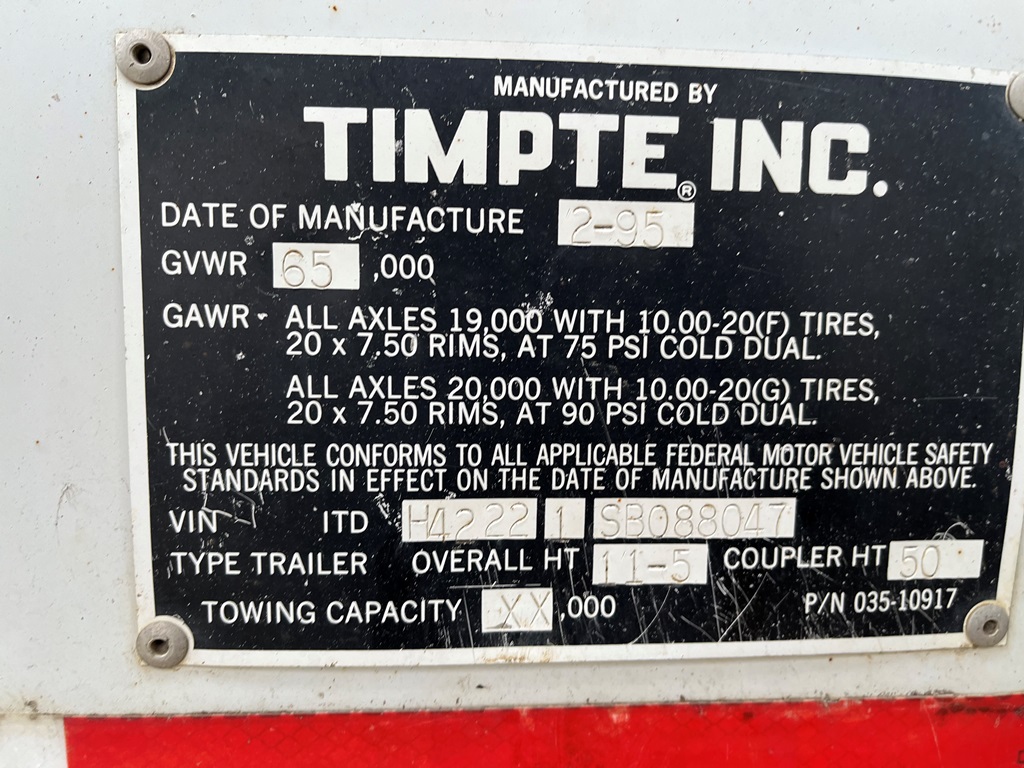 MANUFACTURED BY
TIMPTE® INC.
DATE OF MANUFACTURE 2-95
GVWR 65 ,000
GAWR - ALL AXLES 19,000 WITH 10.00-20(F) TIRES,
20 x 7.50 RIMS, AT 75 PSI COLD DUAL.
ALL AXLES 20,000 WITH 10.00-20(G) TIRES,
20 x 7.50 RIMS, AT 90 PSI COLD DUAL.
THIS VEHICLE CONFORMS TO ALL APPLICABLE FEDERAL MOTOR VEHICLE SAFETY
STANDARDS IN EFFECT ON THE DATE OF MANUFACTURE SHOWN ABOVE.
VIN ITD H4222 1 SB088047
TYPE TRAILER OVERALL HT 11-5 COUPLER HT 50
TOWING CAPACITY XX ,000 P/N 035-10917